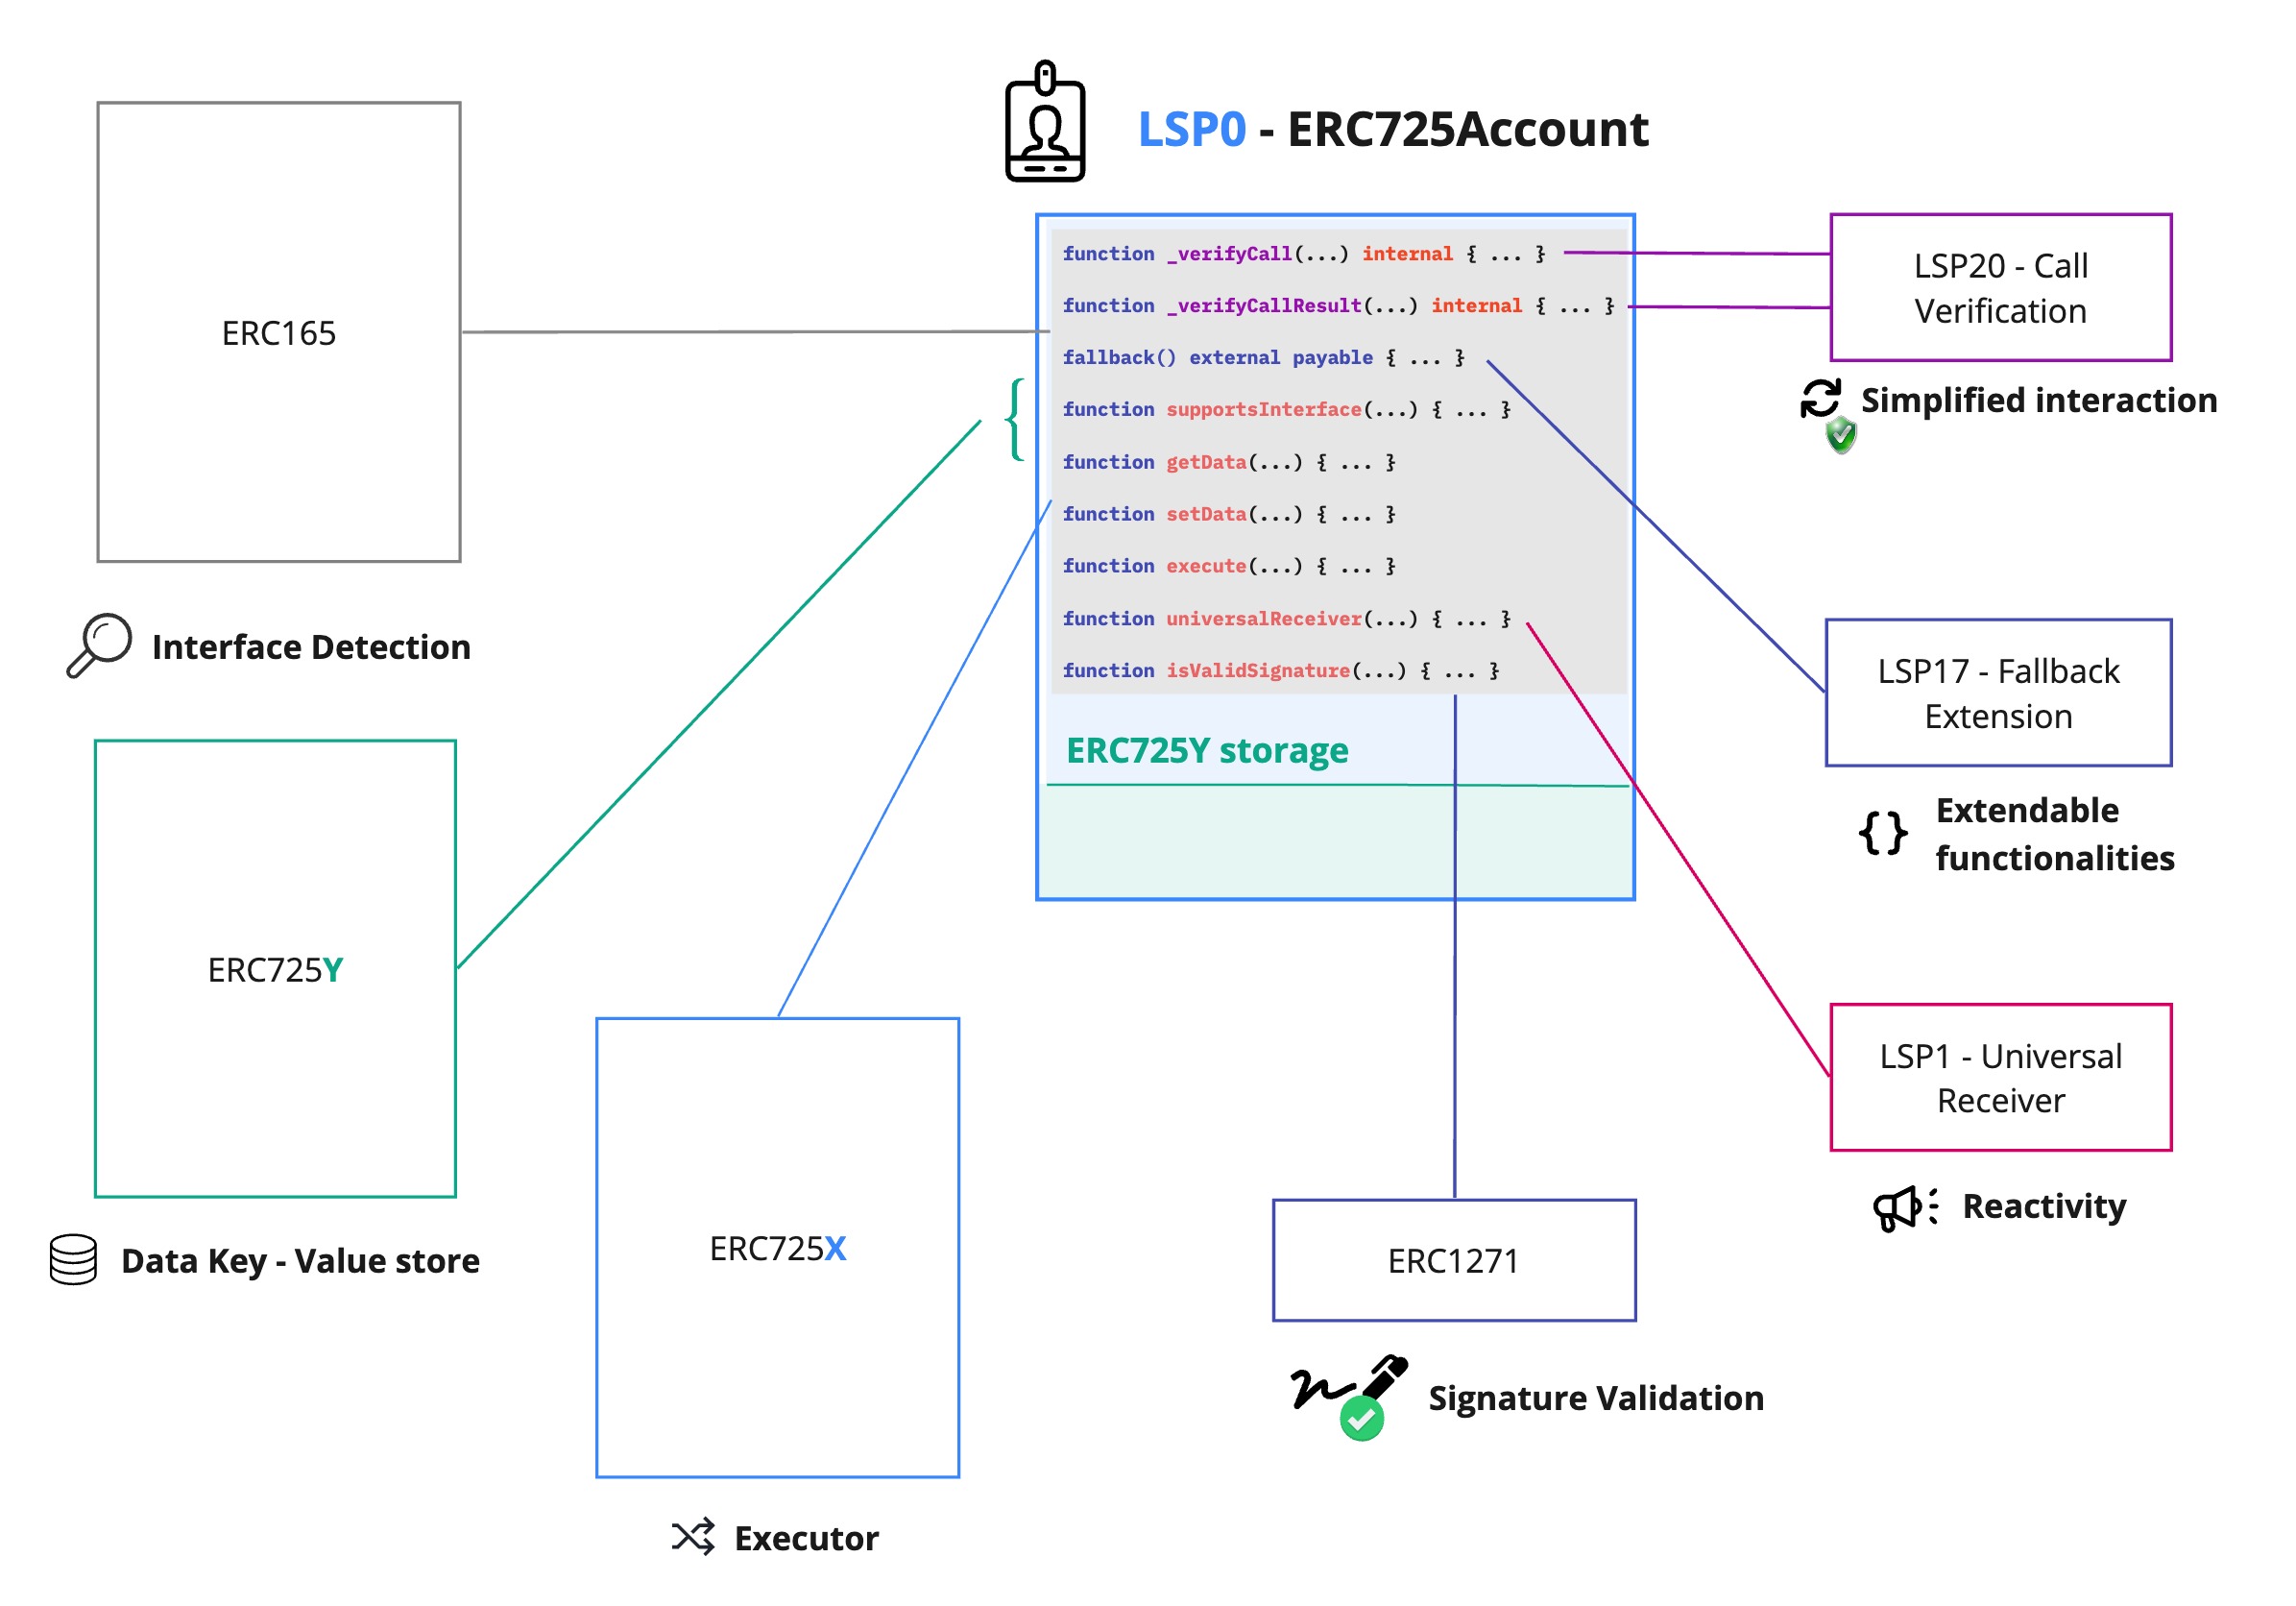 LSP0 - ERC725Account
ERC165
Interface Detection
ERC725Y
Data Key - Value store
ERC725X
Executor
function _verifyCall(...) internal { ... }
function _verifyCallResult(...) internal { ... }
fallback() external payable { ... }
function supportsInterface(...) { ... }
function getData(...) { ... }
function setData(...) { ... }
function execute(...) { ... }
function universalReceiver(...) { ... }
function isValidSignature(...) { ... }
ERC725Y storage
ERC1271
Signature Validation
LSP20 - Call
Verification
Simplified interaction
LSP17 - Fallback
Extension
{}
Extendable
functionalities
LSP1 - Universal
Receiver
Reactivity